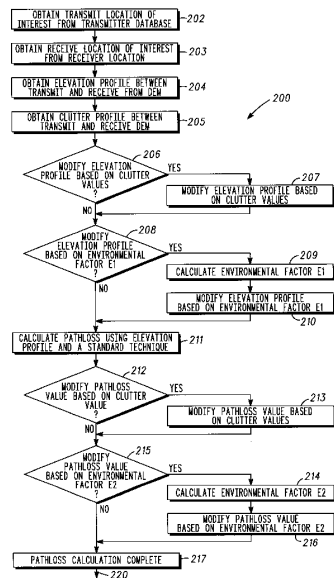 OBTAIN TRANSMIT LOCATION OF
INTEREST FROM TRANSMITTER
DATABASE
202
OBTAIN RECEIVE LOCATION OF
INTEREST FROM RECEIVER
LOCATION
203
OBTAIN ELEVATION PROFILE BETWEEN
TRANSMIT AND RECEIVE FROM DEM
204
OBTAIN CLUTTER PROFILE BETWEEN
TRANSMIT AND RECEIVE DEM
205
200
206
MODIFY ELEVATION
PROFILE BASED ON CLUTTER
VALUES
?
YES
207
MODIFY ELEVATION PROFILE BASED
ON CLUTTER VALUES
NO
208
MODIFY
ELEVATION PROFILE
BASED ON ENVIRONMENTAL
FACTOR E1
?
YES
209
CALCULATE ENVIRONMENTAL FACTOR E1
NO
MODIFY ELEVATION PROFILE
BASED ON ENVIRONMENTAL FACTOR E1
210
CALCULATE PATHLOSS USING ELEVATION
PROFILE AND A STANDARD TECHNIQUE
211
212
MODIFY PATHLOSS
VALUE BASED ON CLUTTER
VALUE
?
YES
213
MODIFY PATHLOSS VALUE BASED
ON CLUTTER VALUES
NO
215
MODIFY
PATHLOSS VALUE
BASED ON ENVIRONMENTAL
FACTOR E2
?
YES
214
CALCULATE ENVIRONMENTAL FACTOR E2
NO
MODIFY PATHLOSS VALUE
BASED ON ENVIRONMENTAL FACTOR E2
216
PATHLOSS CALCULATION COMPLETE
217
220